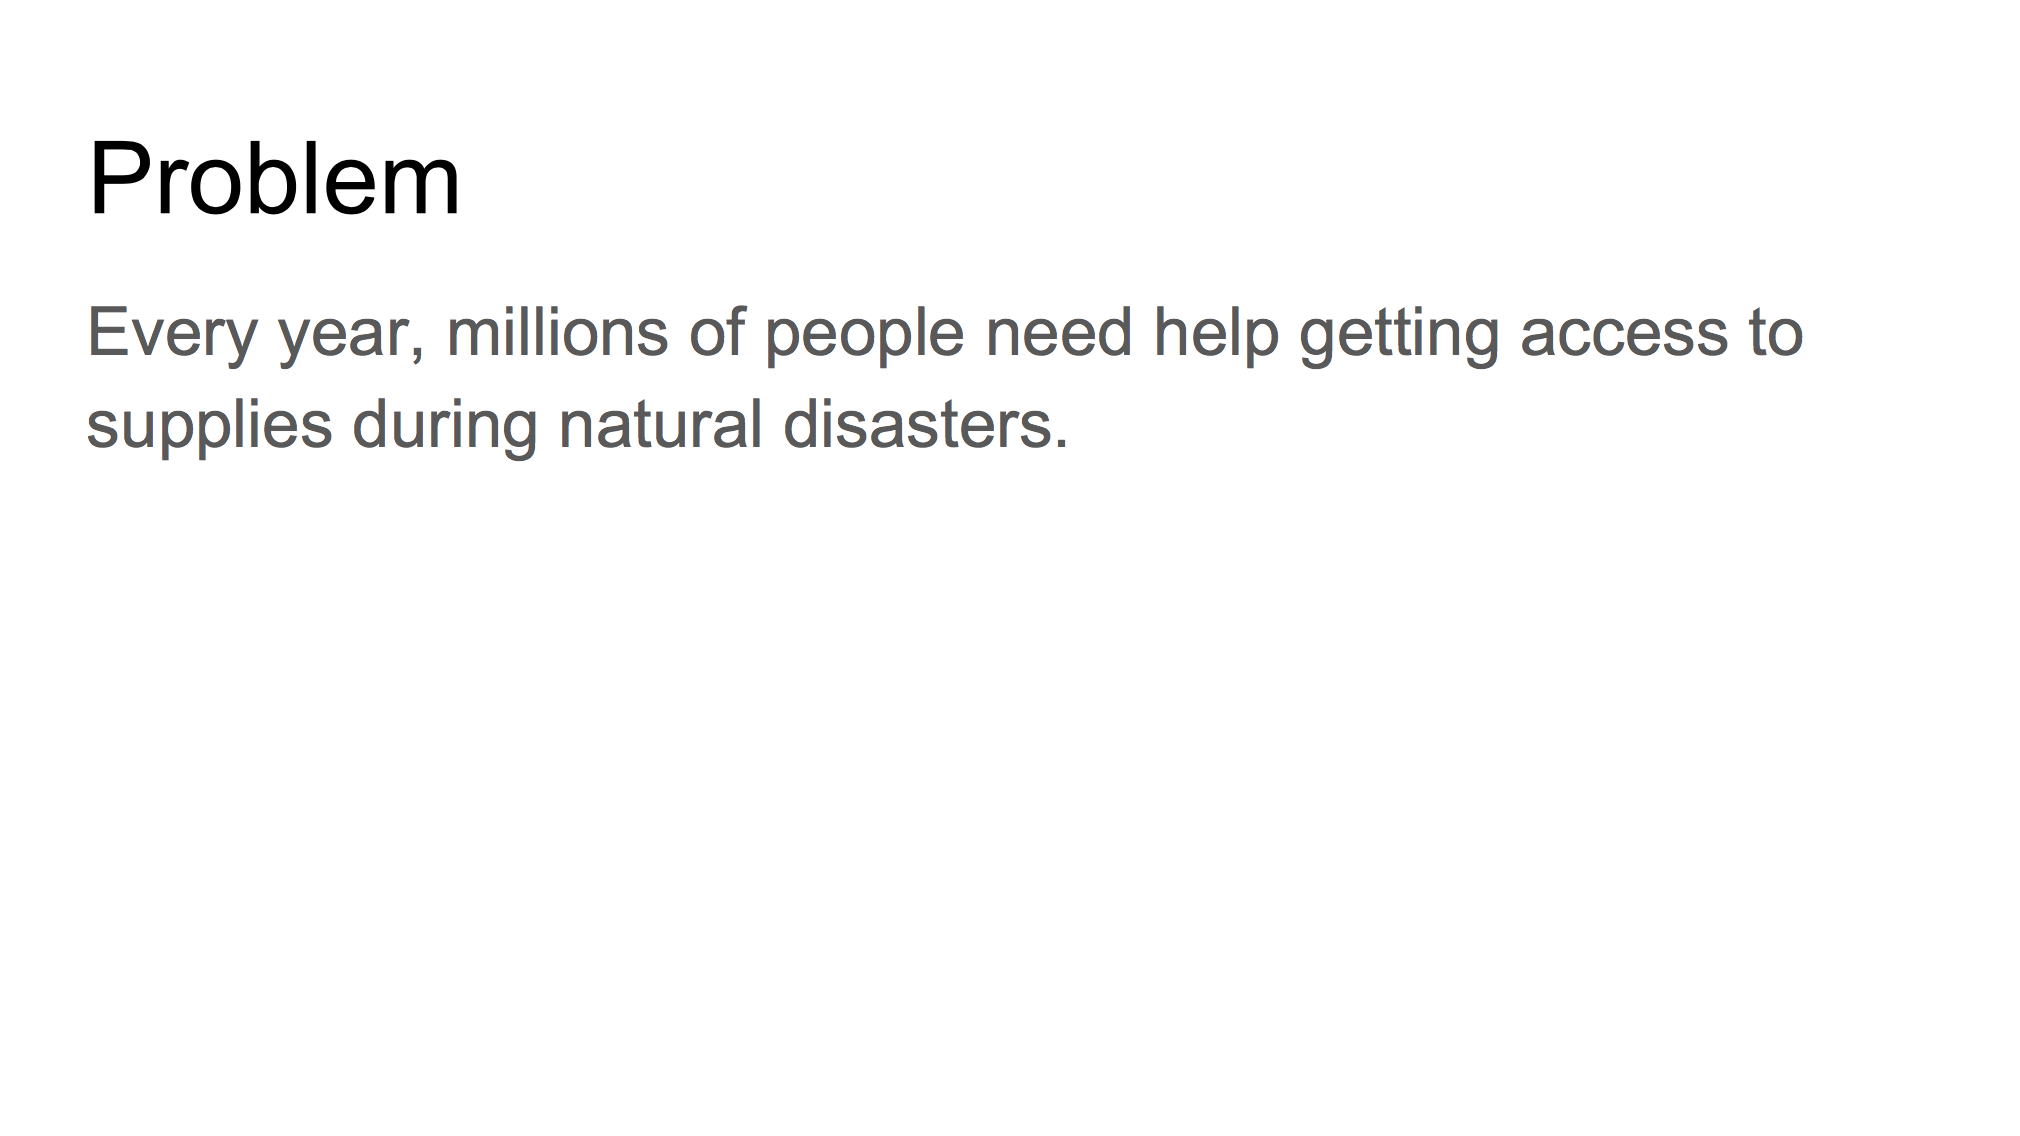 Problem
Every year, millions of people need help getting access to
supplies during natural disasters.